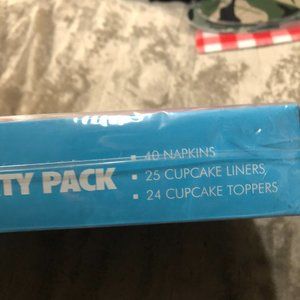 TY PACK
▪ 40 NAPKINS
▪ 25 CUPCAKE LINERS,
▪ 24 CUPCAKE TOPPERS